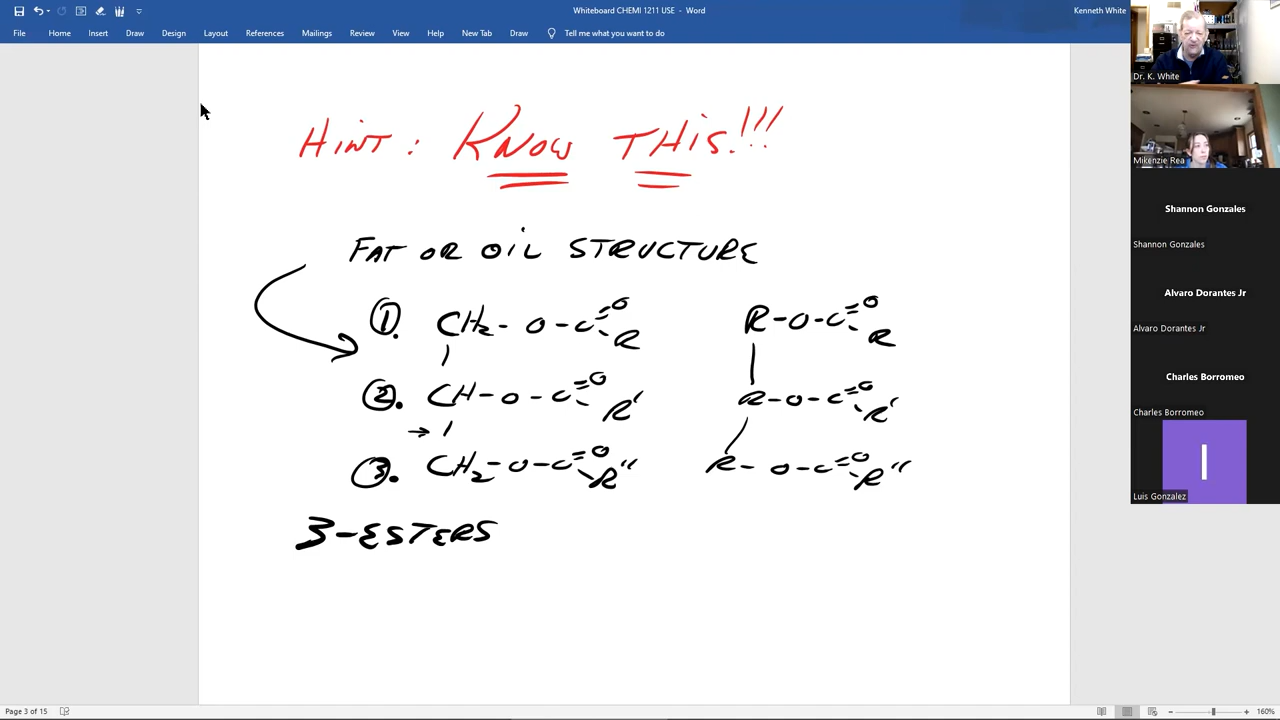 Whiteboard CHEMI 1211 USE - Word
Kenneth White
File Home Insert Draw Design Layout References Mailings Review View Help New Tab Draw Tell me what you want to do
HINT: KNOW THIS!!!
FAT OR OIL STRUCTURE
1. CH2-O-C=O R R-O-C=O R
2. CH-O-C=O R' R-O-C=O R'
→
3. CH2-O-C=O R" R-O-C=O R"
3-ESTERS
Dr. K. White
Mikenzie Rea
Shannon Gonzales
Shannon Gonzales
Alvaro Dorantes Jr
Alvaro Dorantes Jr
Charles Borromeo
Charles Borromeo
Luis Gonzalez
Page 3 of 15
160%